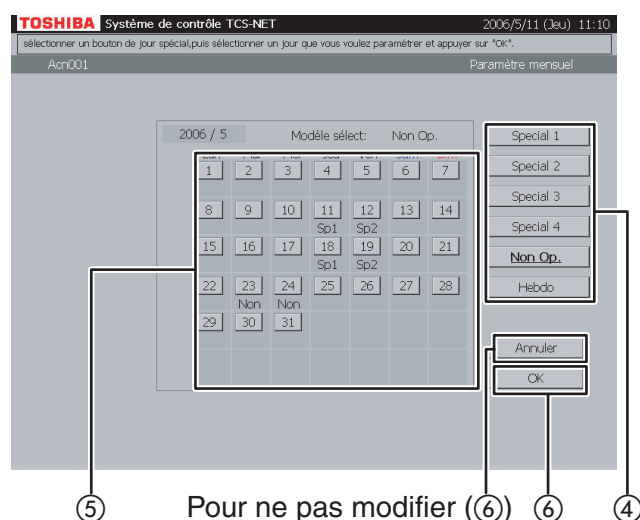 TOSHIBA Système de contrôle TCS-NET 2006/5/11 (Jeu) 11:10
sélectionner un bouton de jour spécial,puis sélectionner un jour que vous voulez paramétrer et appuyer sur "OK".
Acn001 Paramètre mensuel
2006 / 5 Modèle sélect: Non Op.
Special 1
1 2 3 4 5 6 7
Special 2
Special 3
8 9 10 11 12 13 14
Sp1 Sp2
Special 4
15 16 17 18 19 20 21
Sp1 Sp2
Non Op.
22 23 24 25 26 27 28
Non Non
Hebdo
29 30 31
Annuler
OK
⑤ Pour ne pas modifier (⑥) ⑥ ④